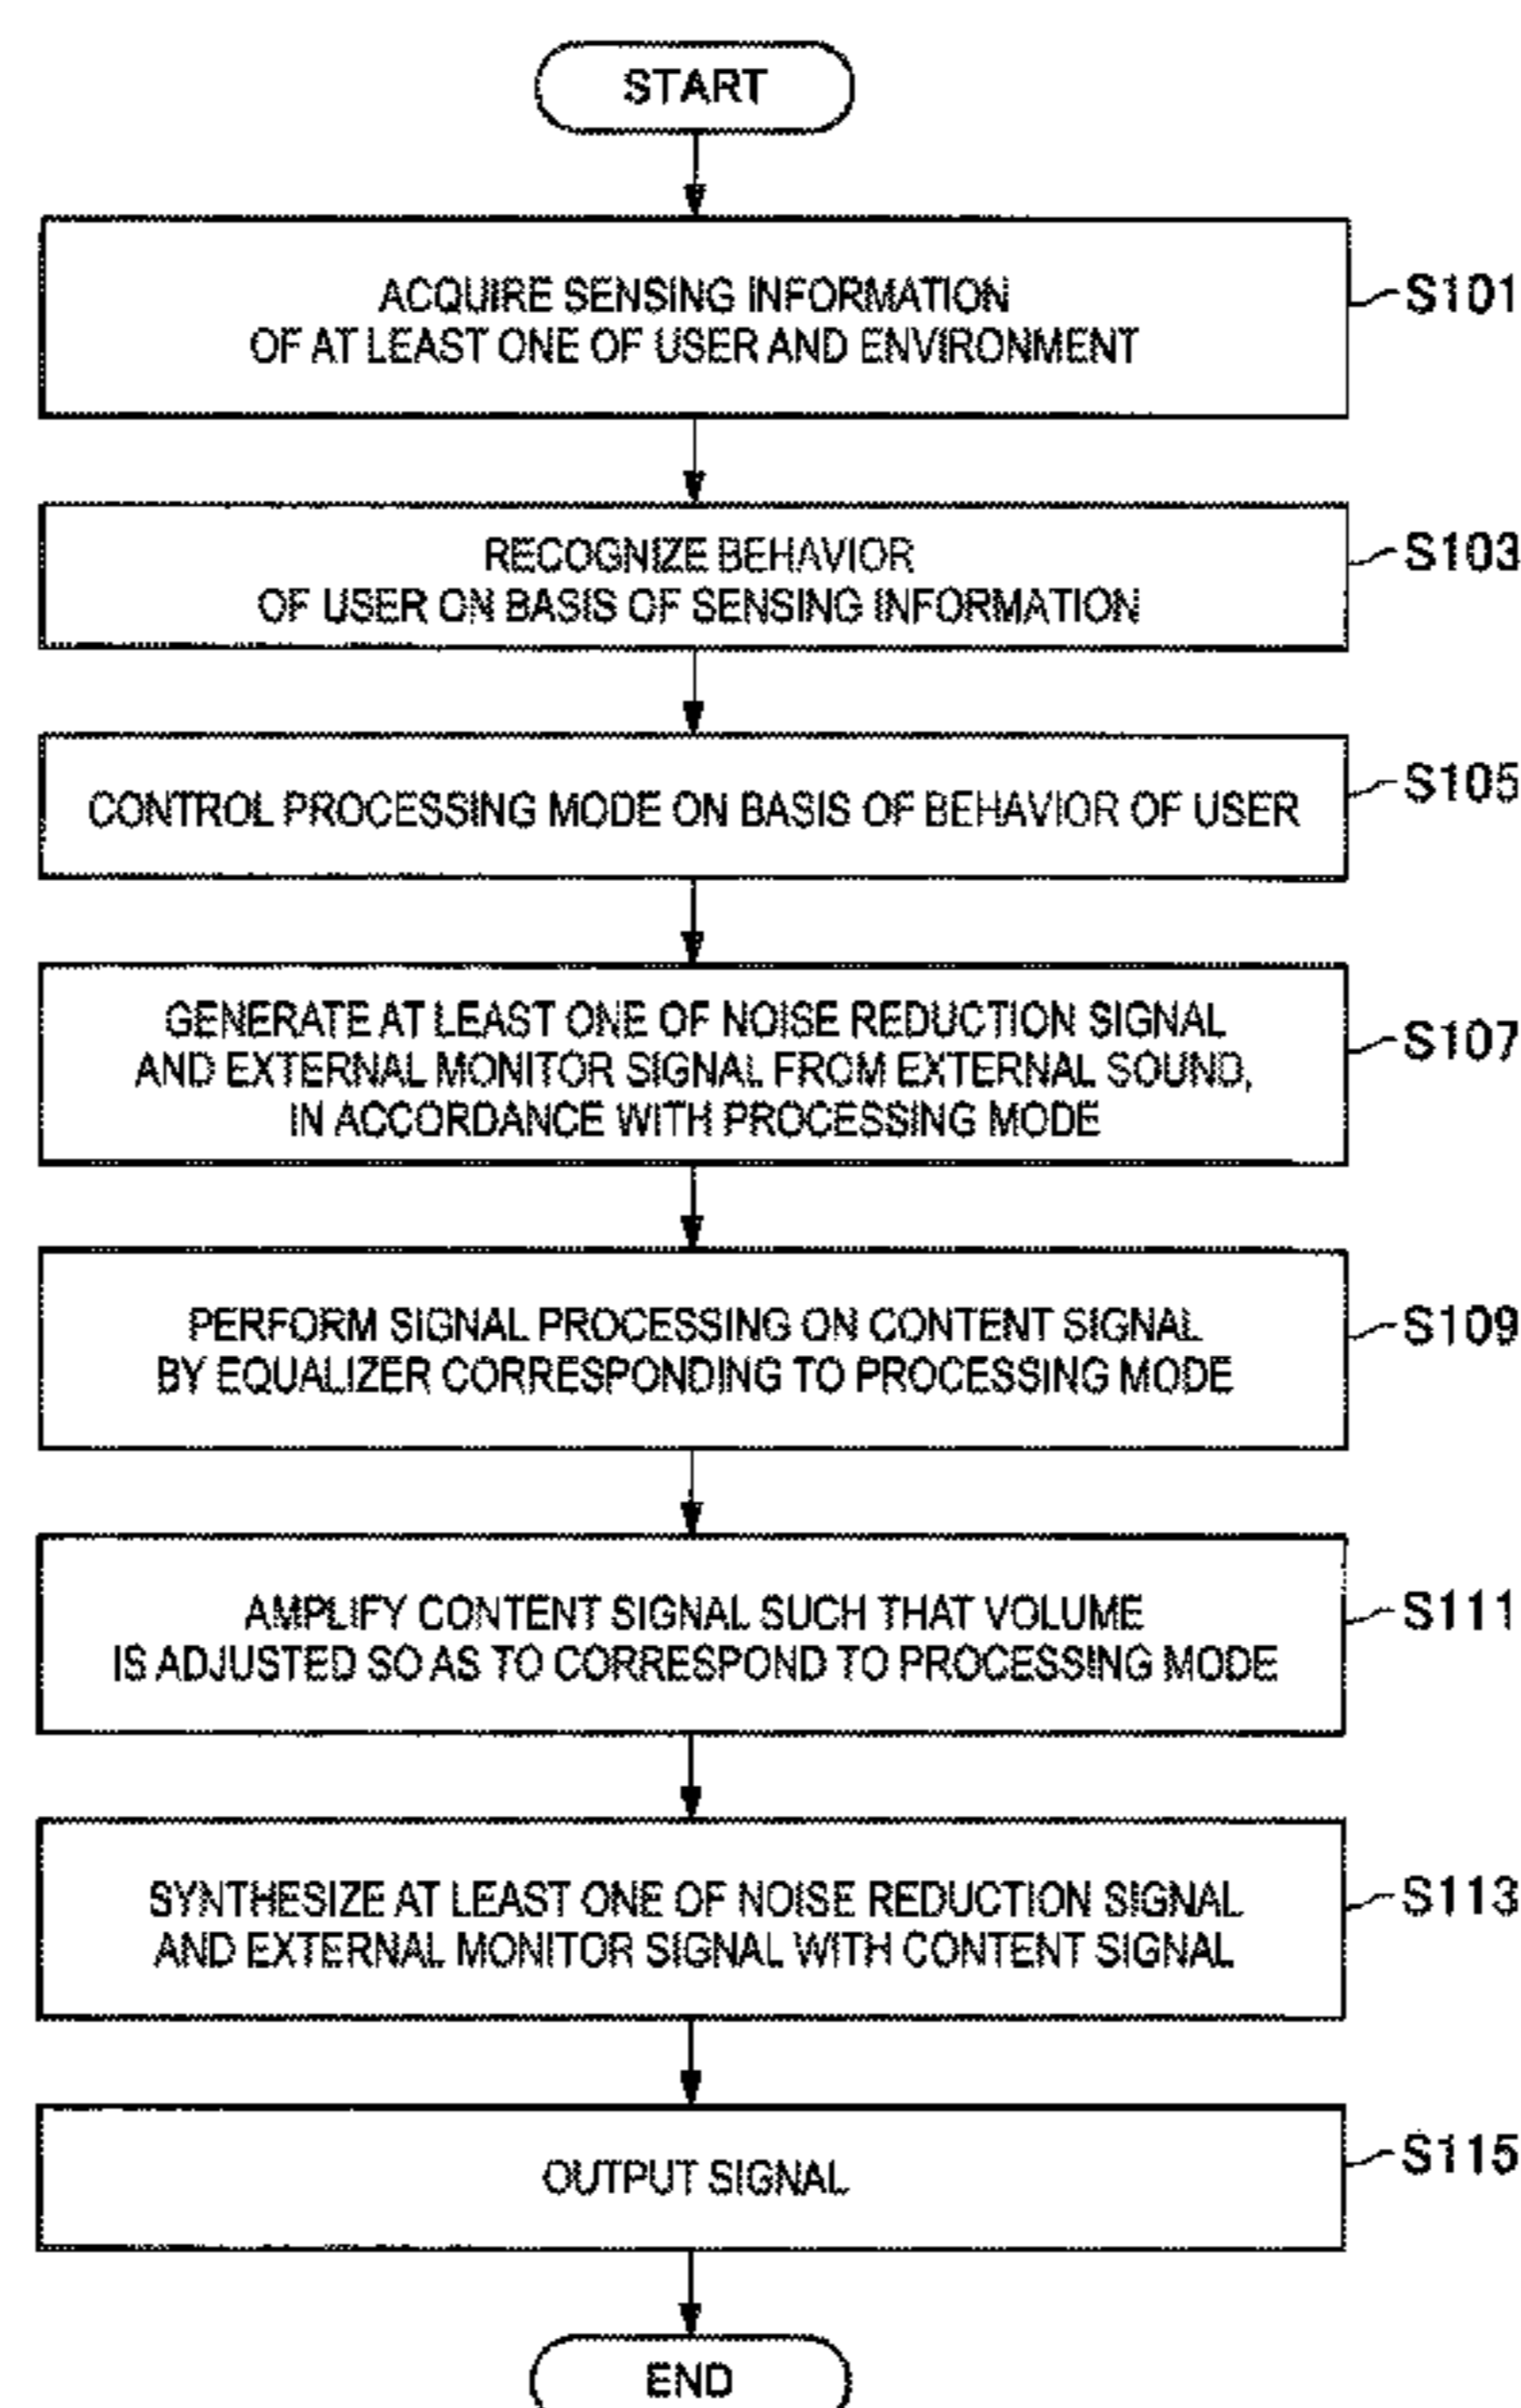 START
ACQUIRE SENSING INFORMATION
OF AT LEAST ONE OF USER AND ENVIRONMENT
S101
RECOGNIZE BEHAVIOR
OF USER ON BASIS OF SENSING INFORMATION
S103
CONTROL PROCESSING MODE ON BASIS OF BEHAVIOR OF USER
S105
GENERATE AT LEAST ONE OF NOISE REDUCTION SIGNAL
AND EXTERNAL MONITOR SIGNAL FROM EXTERNAL SOUND,
IN ACCORDANCE WITH PROCESSING MODE
S107
PERFORM SIGNAL PROCESSING ON CONTENT SIGNAL
BY EQUALIZER CORRESPONDING TO PROCESSING MODE
S109
AMPLIFY CONTENT SIGNAL SUCH THAT VOLUME
IS ADJUSTED SO AS TO CORRESPOND TO PROCESSING MODE
S111
SYNTHESIZE AT LEAST ONE OF NOISE REDUCTION SIGNAL
AND EXTERNAL MONITOR SIGNAL WITH CONTENT SIGNAL
S113
OUTPUT SIGNAL
S115
END